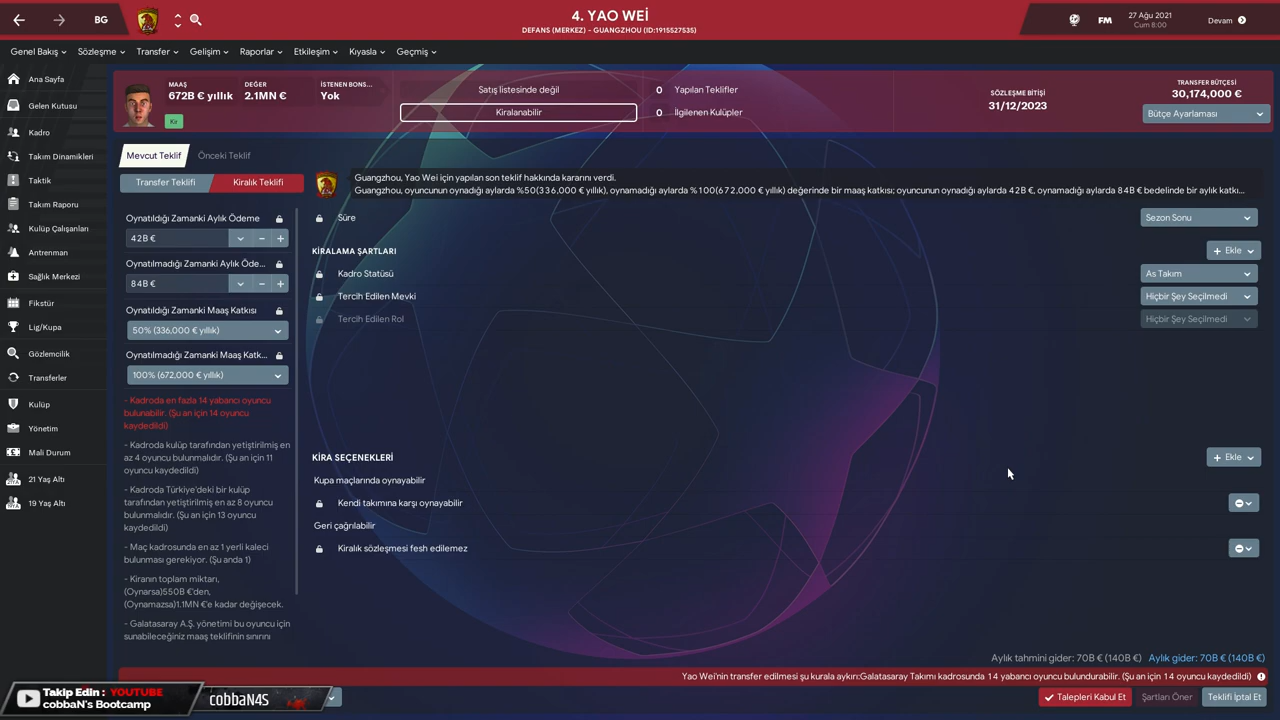 BG
4. YAO WEİ
DEFANS (MERKEZ) - GUANGZHOU (ID:1915527535)
FM
27 Ağu 2021
Cum 8:00
Devam
Genel Bakış
Sözleşme
Transfer
Gelişim
Raporlar
Etkileşim
Kıyasla
Geçmiş
Ana Sayfa
Gelen Kutusu
Kadro
Takım Dinamikleri
Taktik
Takım Raporu
Kulüp Çalışanları
Antrenman
Sağlık Merkezi
Fikstür
Lig/Kupa
Gözlemcilik
Transferler
Kulüp
Yönetim
Mali Durum
21 Yaş Altı
19 Yaş Altı
MAAŞ
672B € yıllık
DEĞER
2.1MN €
İSTENEN BONS...
Yok
Kir
Satış listesinde değil
Kiralanabilir
0 Yapılan Teklifler
0 İlgilenen Kulüpler
SÖZLEŞME BİTİŞİ
31/12/2023
TRANSFER BÜTÇESİ
30,174,000 €
Bütçe Ayarlaması
Mevcut Teklif
Önceki Teklif
Transfer Teklifi
Kiralık Teklifi
Guangzhou, Yao Wei için yapılan son teklif hakkında kararını verdi.
Guangzhou, oyuncunun oynadığı aylarda %50(336,000 € yıllık), oynamadığı aylarda %100(672,000 € yıllık) değerinde bir maaş katkısı; oyuncunun oynadığı aylarda 42B €, oynamadığı aylarda 84B € bedelinde bir aylık katkı...
Oynatıldığı Zamanki Aylık Ödeme
42B €
Oynatılmadığı Zamanki Aylık Öde...
84B €
Oynatıldığı Zamanki Maaş Katkısı
50% (336,000 € yıllık)
Oynatılmadığı Zamanki Maaş Katk...
100% (672,000 € yıllık)
- Kadroda en fazla 14 yabancı oyuncu
bulunabilir. (Şu an için 14 oyuncu
kaydedildi)
- Kadroda kulüp tarafından yetiştirilmiş en
az 4 oyuncu bulunmalıdır. (Şu an için 11
oyuncu kaydedildi)
- Kadroda Türkiye'deki bir kulüp
tarafından yetiştirilmiş en az 8 oyuncu
bulunmalıdır. (Şu an için 13 oyuncu
kaydedildi)
- Maç kadrosunda en az 1 yerli kaleci
bulunması gerekiyor. (Şu anda 1)
- Kiranın toplam miktarı,
(Oynarsa)550B €'den,
(Oynamazsa)1.1MN €'e kadar değişecek.
- Galatasaray A.Ş. yönetimi bu oyuncu için
sunabileceğiniz maaş teklifinin sınırını
Süre
Sezon Sonu
KİRALAMA ŞARTLARI
Ekle
Kadro Statüsü
As Takım
Tercih Edilen Mevki
Hiçbir Şey Seçilmedi
Tercih Edilen Rol
Hiçbir Şey Seçilmedi
KİRA SEÇENEKLERİ
Ekle
Kupa maçlarında oynayabilir
Kendi takımına karşı oynayabilir
Geri çağrılabilir
Kiralık sözleşmesi fesh edilemez
Aylık tahmini gider: 70B € (140B €)
Aylık gider: 70B € (140B €)
Yao Wei'nin transfer edilmesi şu kurala aykırı:Galatasaray Takımı kadrosunda 14 yabancı oyuncu bulundurabilir. (Şu an için 14 oyuncu kaydedildi)
Talepleri Kabul Et
Şartları Öner
Teklifi İptal Et
Takip Edin : YOUTUBE
cobbaN's Bootcamp
cobbaN4S